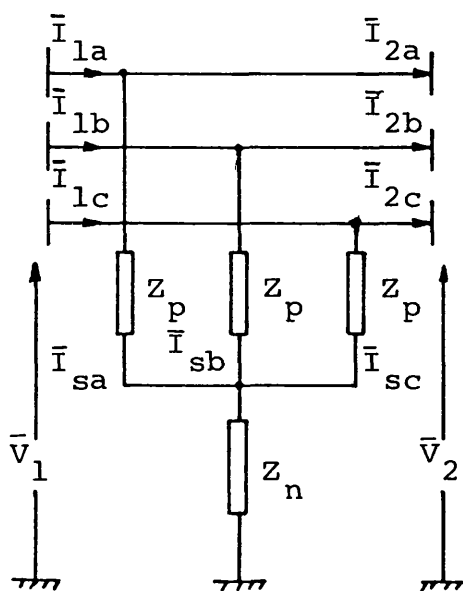 Ī1a Ī2a
Ī1b Ī2b
Ī1c Ī2c
Zp Zp Zp
Īsb
Īsa Īsc
V̄1 V̄2
Zn